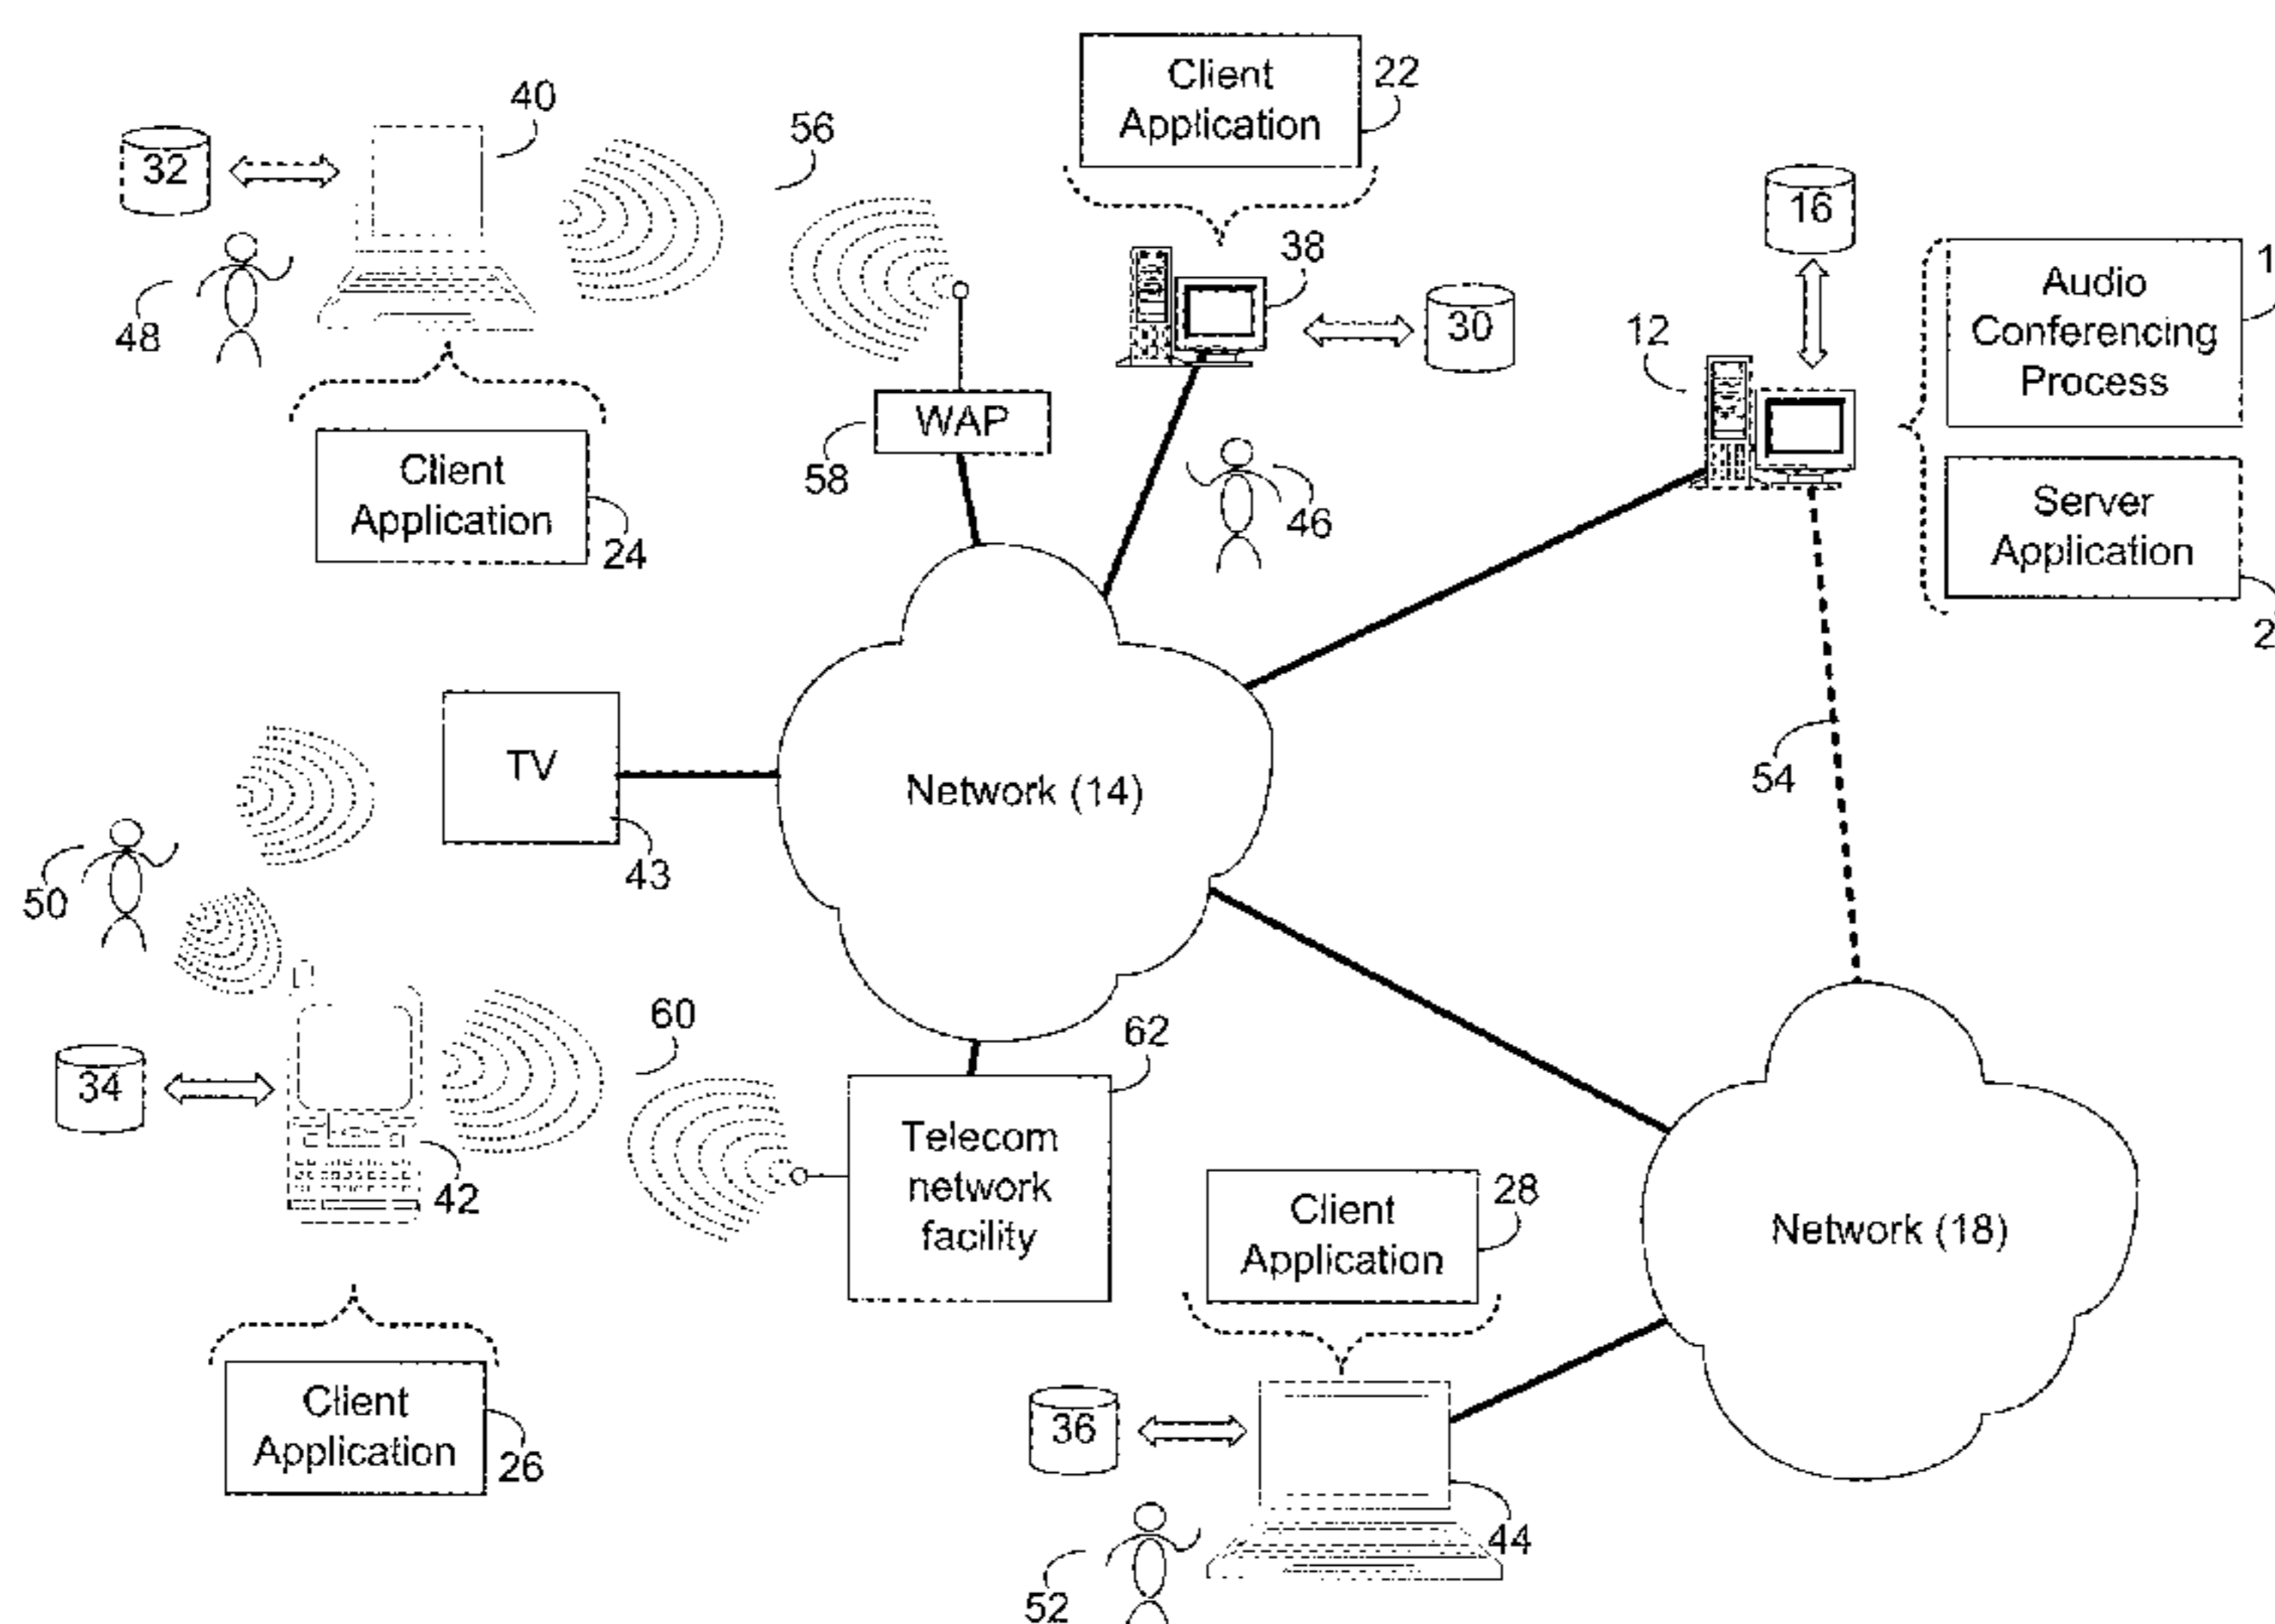 40
56
Client
Application
22
32
16
38
Audio
Conferencing
Process
1
48
30
12
WAP
58
Client
Application
24
46
Server
Application
2
TV
43
Network (14)
54
50
60
62
34
42
Telecom
network
facility
Client
Application
28
Network (18)
Client
Application
26
36
44
52